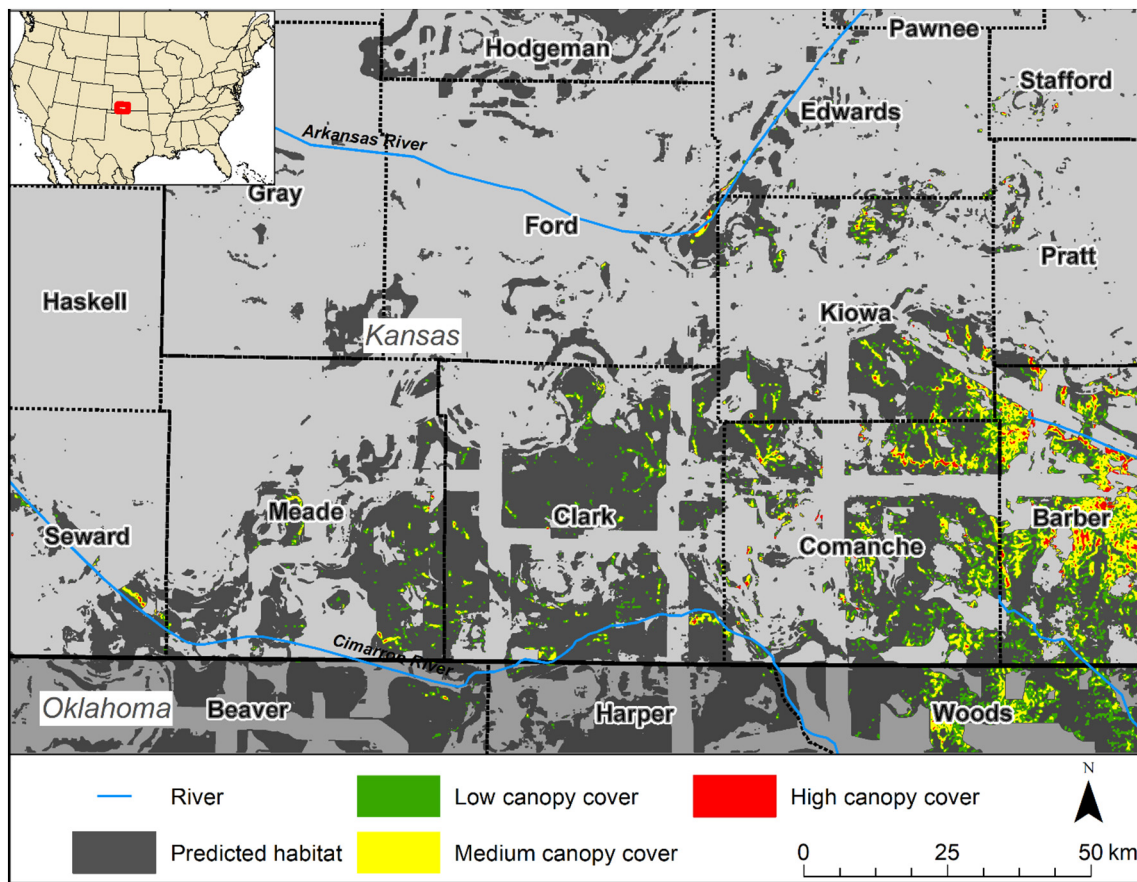 Hodgeman
Pawnee
Stafford
Edwards
Arkansas River
Gray
Ford
Pratt
Haskell
Kiowa
Kansas
Meade
Clark
Barber
Seward
Comanche
Cimarron River
Oklahoma
Beaver
Harper
Woods
River
Low canopy cover
High canopy cover
N
Predicted habitat
Medium canopy cover
0 25 50 km